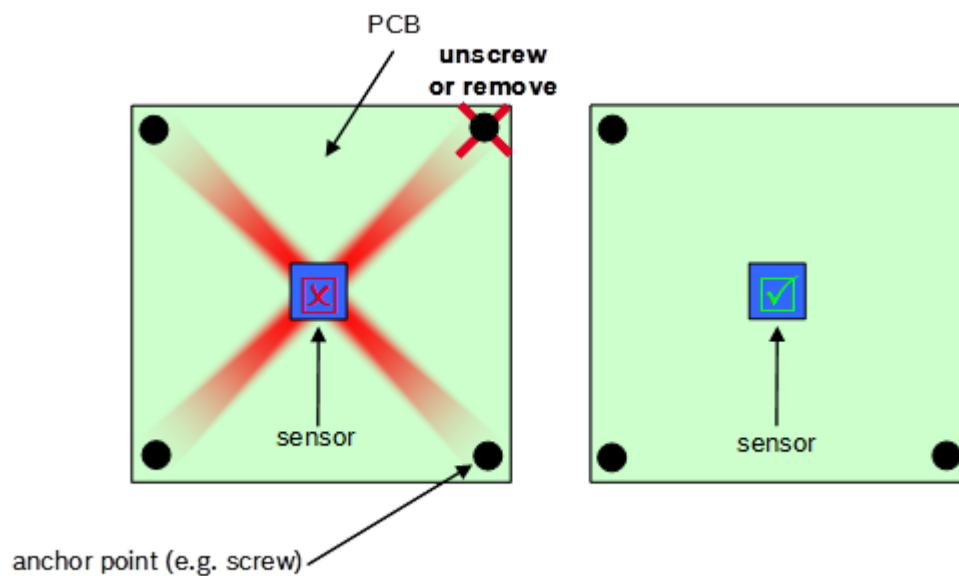 PCB
unscrew
or remove
sensor
sensor
anchor point (e.g. screw)